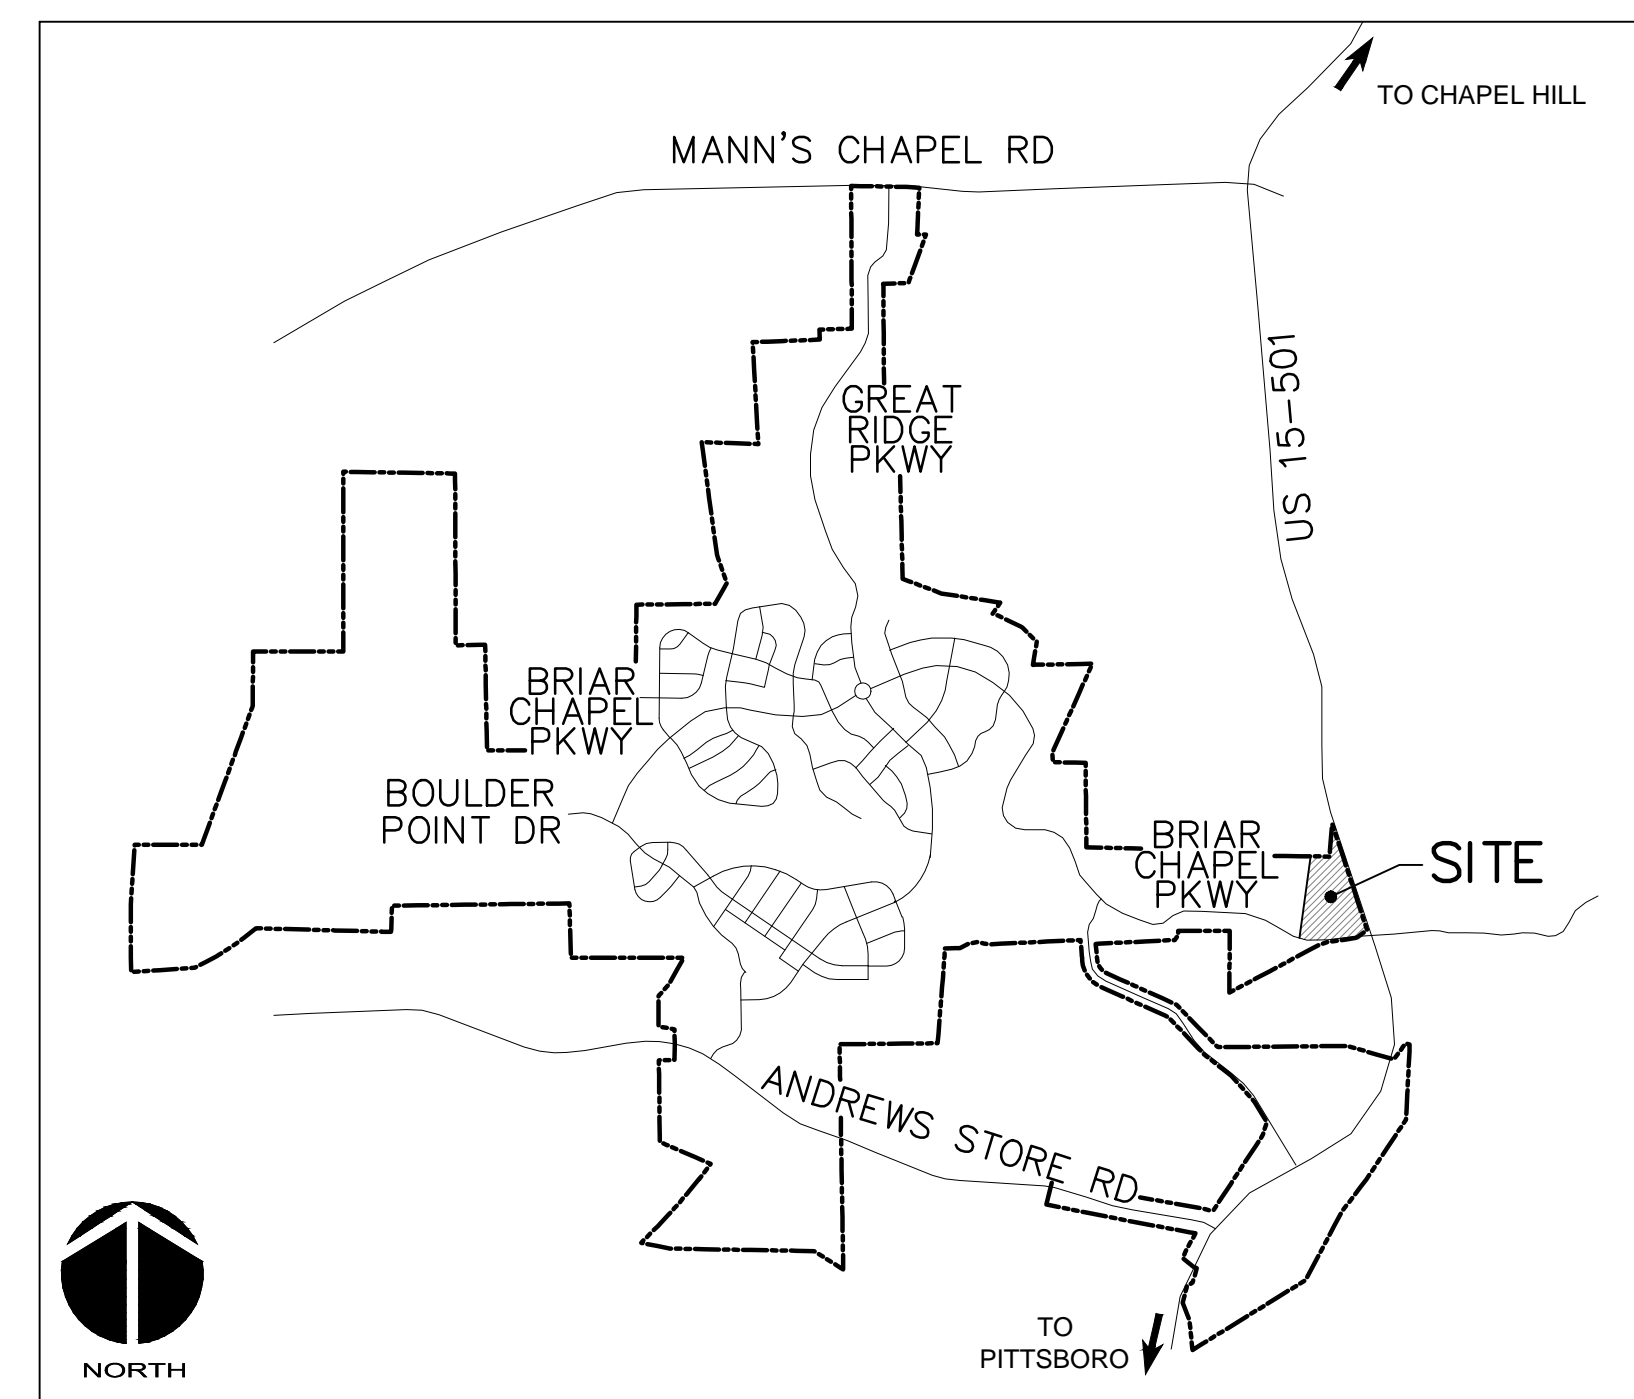 TO CHAPEL HILL
MANN'S CHAPEL RD
US 15-501
GREAT
RIDGE
PKWY
BRIAR
CHAPEL
PKWY
BOULDER
POINT DR
BRIAR
CHAPEL
PKWY
SITE
ANDREWS STORE RD
TO
PITTSBORO
NORTH